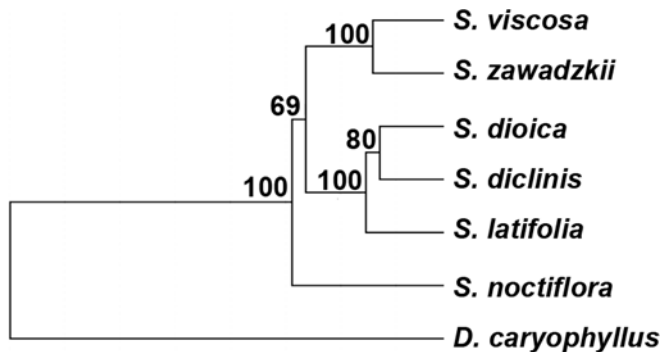 100 S. viscosa
S. zawadzkii
69
80 S. dioica
100 S. diclinis
100
S. latifolia
S. noctiflora
D. caryophyllus